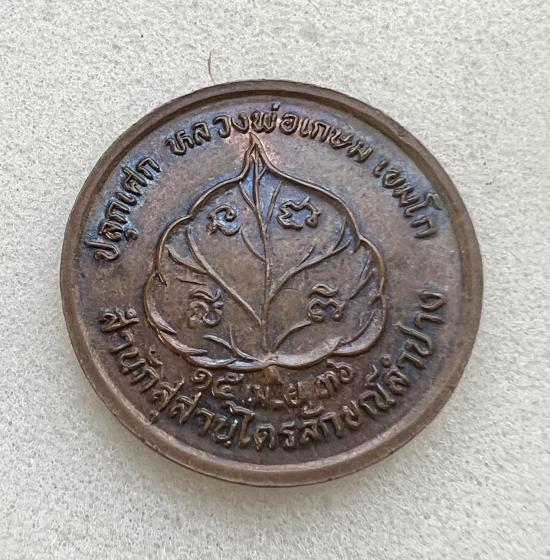 ปลุกเศก หลวงพ่อเกษม เขมโก
๑๕ เม.ย. ๓๖
สำนักสุสานไตรลักษณ์ลำปาง